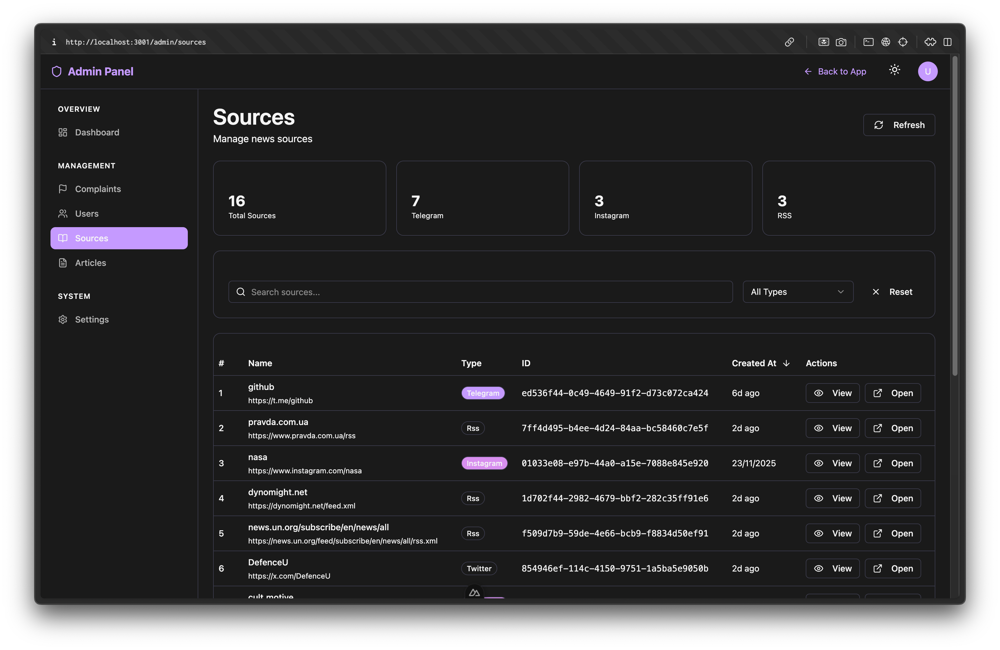 http://localhost:3001/admin/sources
Admin Panel
Back to App
U
OVERVIEW
Dashboard
MANAGEMENT
Complaints
Users
Sources
Articles
SYSTEM
Settings
Sources
Manage news sources
Refresh
16
Total Sources
7
Telegram
3
Instagram
3
RSS
Search sources...
All Types
Reset
# Name Type ID Created At Actions
1 github Telegram ed536f44-0c49-4649-91f2-d73c072ca424 6d ago View Open
https://t.me/github
2 pravda.com.ua Rss 7ff4d495-b4ee-4d24-84aa-bc58460c7e5f 2d ago View Open
https://www.pravda.com.ua/rss
3 nasa Instagram 01033e08-e97b-44a0-a15e-7088e845e920 23/11/2025 View Open
https://www.instagram.com/nasa
4 dynomight.net Rss 1d702f44-2982-4679-bbf2-282c35ff91e6 2d ago View Open
https://dynomight.net/feed.xml
5 news.un.org/subscribe/en/news/all Rss f509d7b9-59de-4e66-bcb9-f8834d50ef91 2d ago View Open
https://news.un.org/feed/subscribe/en/news/all/rss.xml
6 DefenceU Twitter 854946ef-114c-4150-9751-1a5ba5e9050b 2d ago View Open
https://x.com/DefenceU
cult.motive